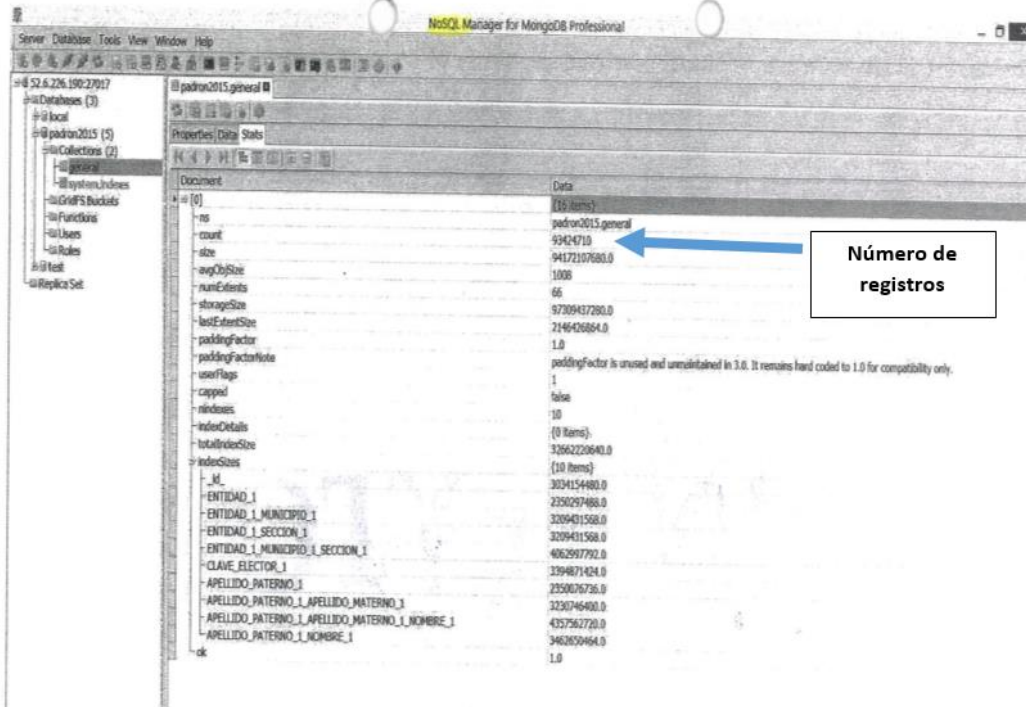 NoSQL Manager for MongoDB Professional
Server Database Tools View Window Help
52.6.226.190:27017
Databases (3)
local
padron2015 (5)
Collections (2)
general
system.indexes
GridFS Buckets
Functions
Users
Roles
test
Replica Set
padron2015.general
Properties Data Stats
Document Data
[0] {16 items}
ns padron2015.general
count 93424710
size 94172107680.0
avgObjSize 1008
numExtents 66
storageSize 97309437280.0
lastExtentSize 2146426864.0
paddingFactor 1.0
paddingFactorNote paddingFactor is unused and unmaintained in 3.0. It remains hard coded to 1.0 for compatibility only.
userFlags 1
capped false
nindexes 10
indexDetails {0 items}
totalIndexSize 32662220640.0
indexSizes {10 items}
_id_ 3034154480.0
ENTIDAD_1 2350297488.0
ENTIDAD_1_MUNICIPIO_1 3209431568.0
ENTIDAD_1_SECCION_1 3209431568.0
ENTIDAD_1_MUNICIPIO_1_SECCION_1 4062997792.0
CLAVE_ELECTOR_1 3394871424.0
APELLIDO_PATERNO_1 2350076736.0
APELLIDO_PATERNO_1_APELLIDO_MATERNO_1 3230746400.0
APELLIDO_PATERNO_1_APELLIDO_MATERNO_1_NOMBRE_1 4357562720.0
APELLIDO_PATERNO_1_NOMBRE_1 3462650464.0
ok 1.0
Número de
registros